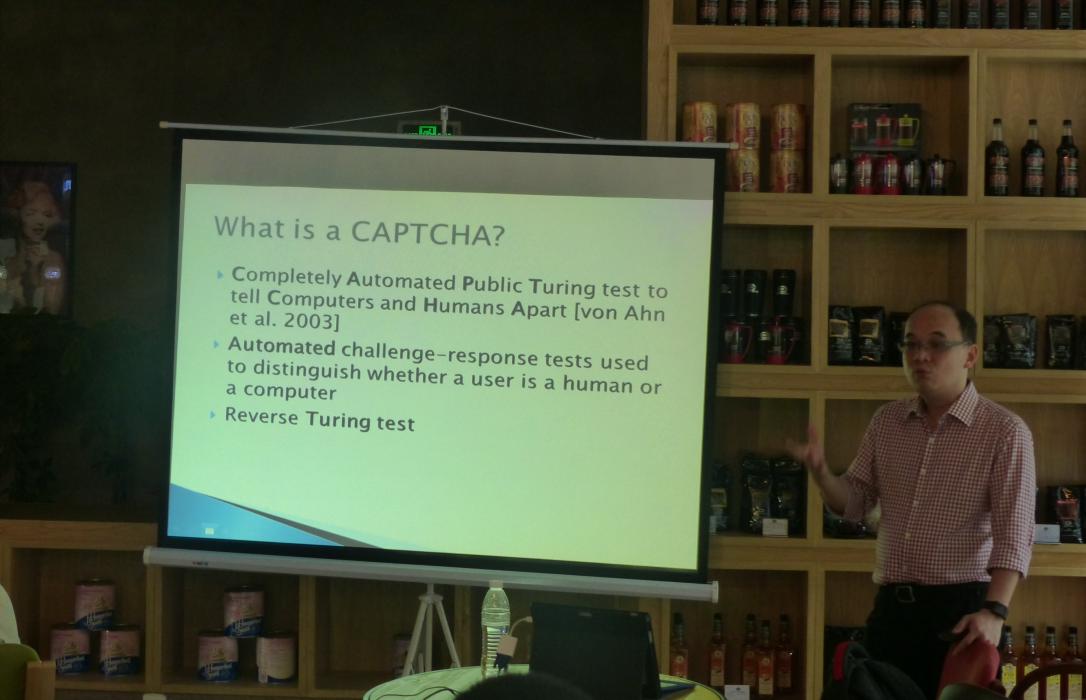 What is a CAPTCHA?
Completely Automated Public Turing test to
tell Computers and Humans Apart [von Ahn
et al. 2003]
Automated challenge-response tests used
to distinguish whether a user is a human or
a computer
Reverse Turing test